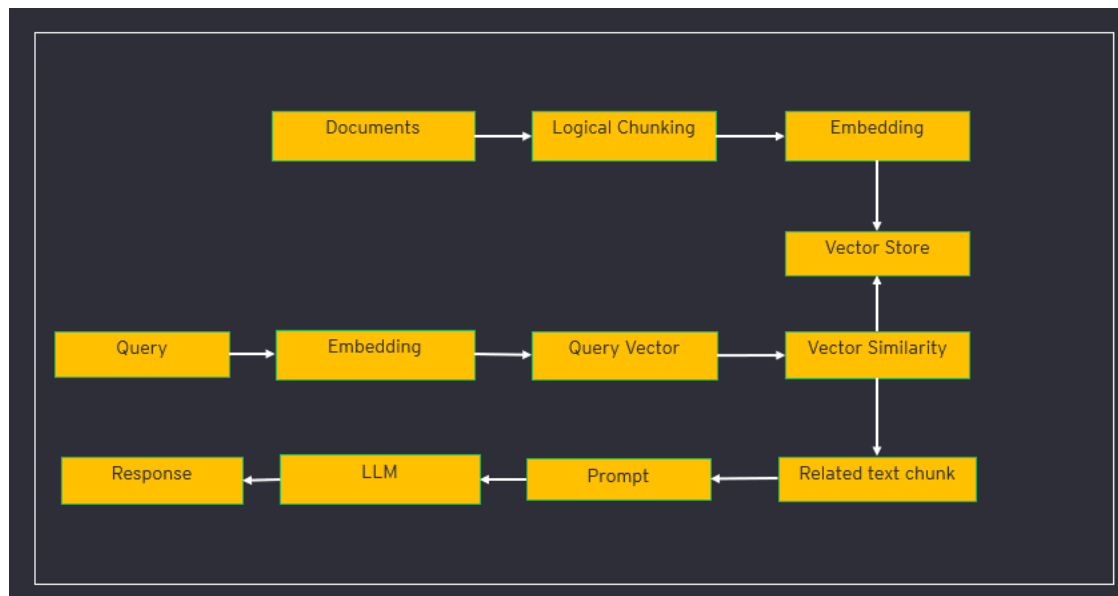 Documents
Logical Chunking
Embedding
Vector Store
Query
Embedding
Query Vector
Vector Similarity
Response
LLM
Prompt
Related text chunk